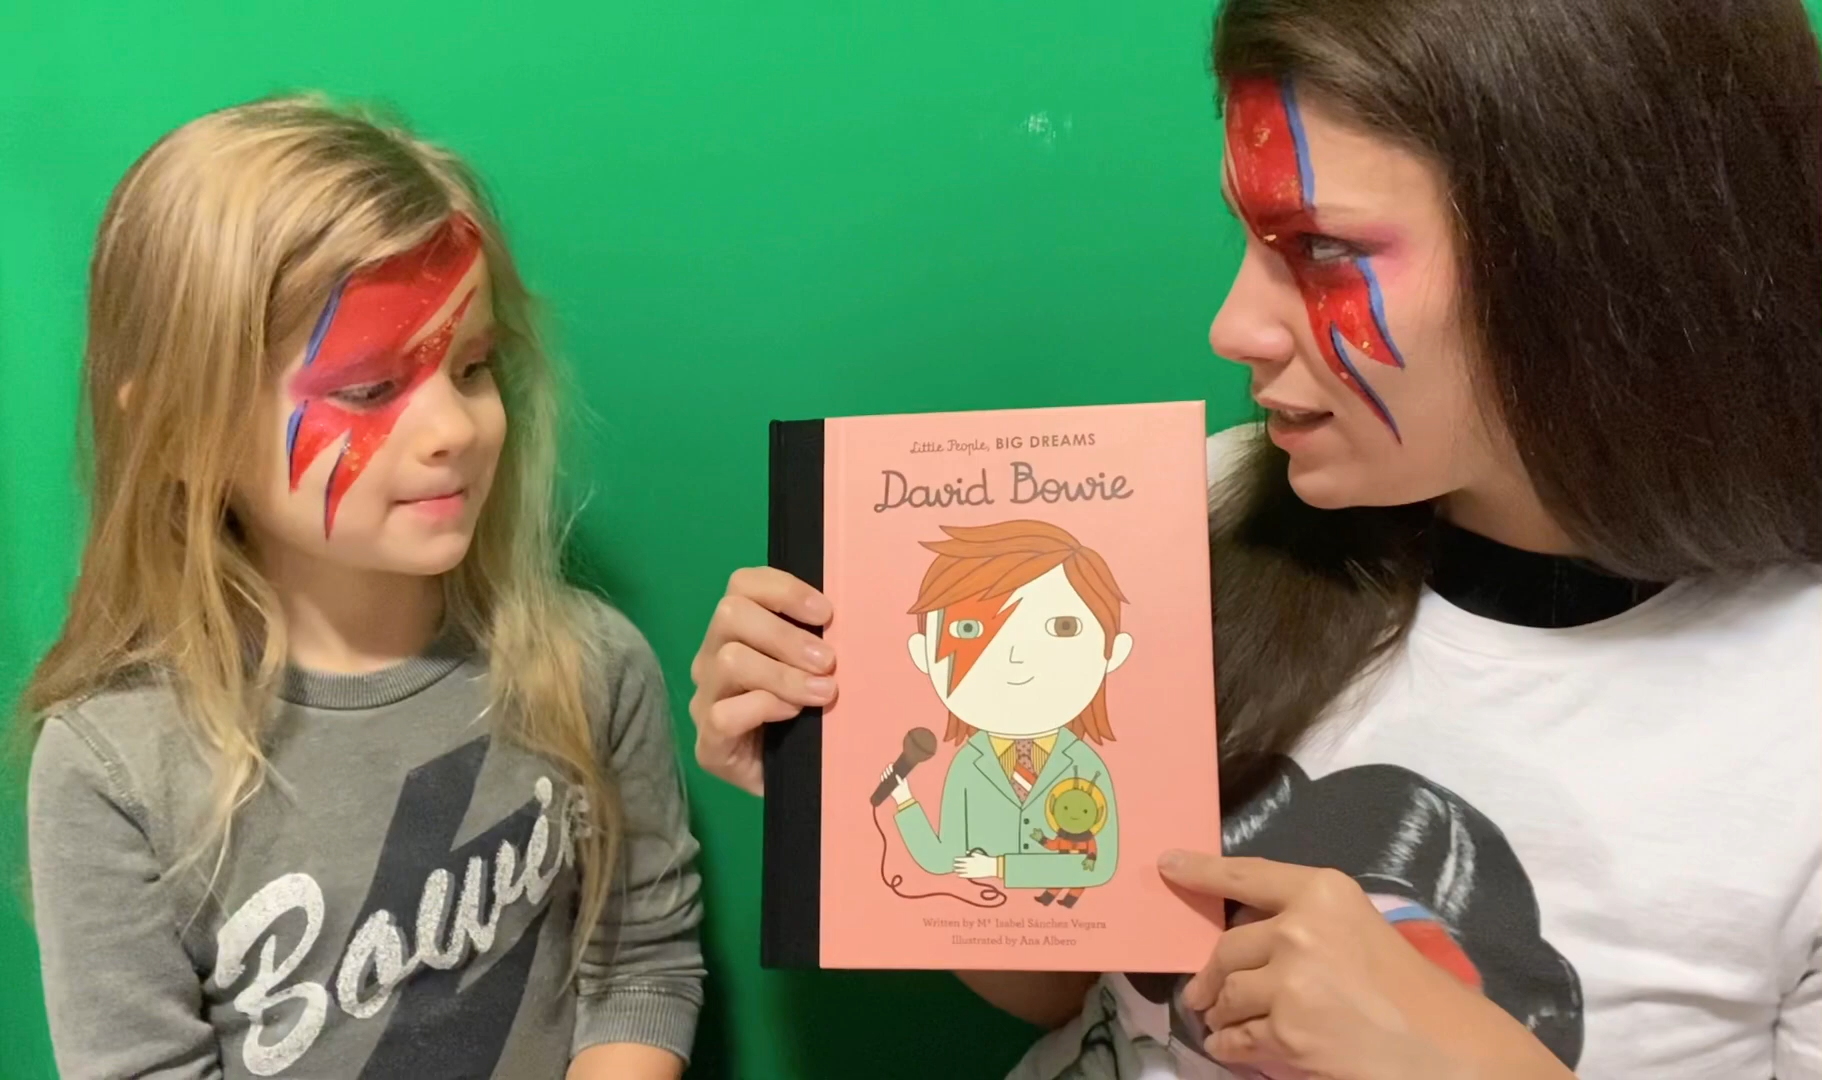 Little People, BIG DREAMS
David Bowie
Written by Mª Isabel Sánchez Vegara
Illustrated by Ana Albero
Bowie